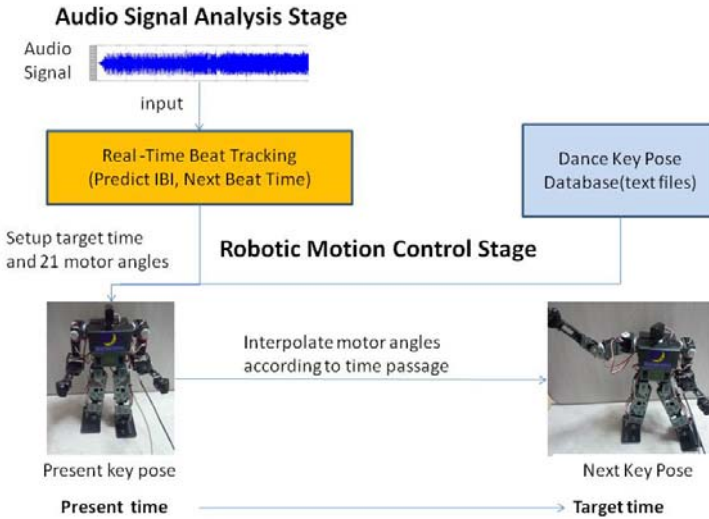 Audio Signal Analysis Stage
Audio
Signal
input
Real -Time Beat Tracking
(Predict IBI, Next Beat Time)
Dance Key Pose
Database(text files)
Setup target time
and 21 motor angles
Robotic Motion Control Stage
Interpolate motor angles
according to time passage
Present key pose
Next Key Pose
Present time
Target time